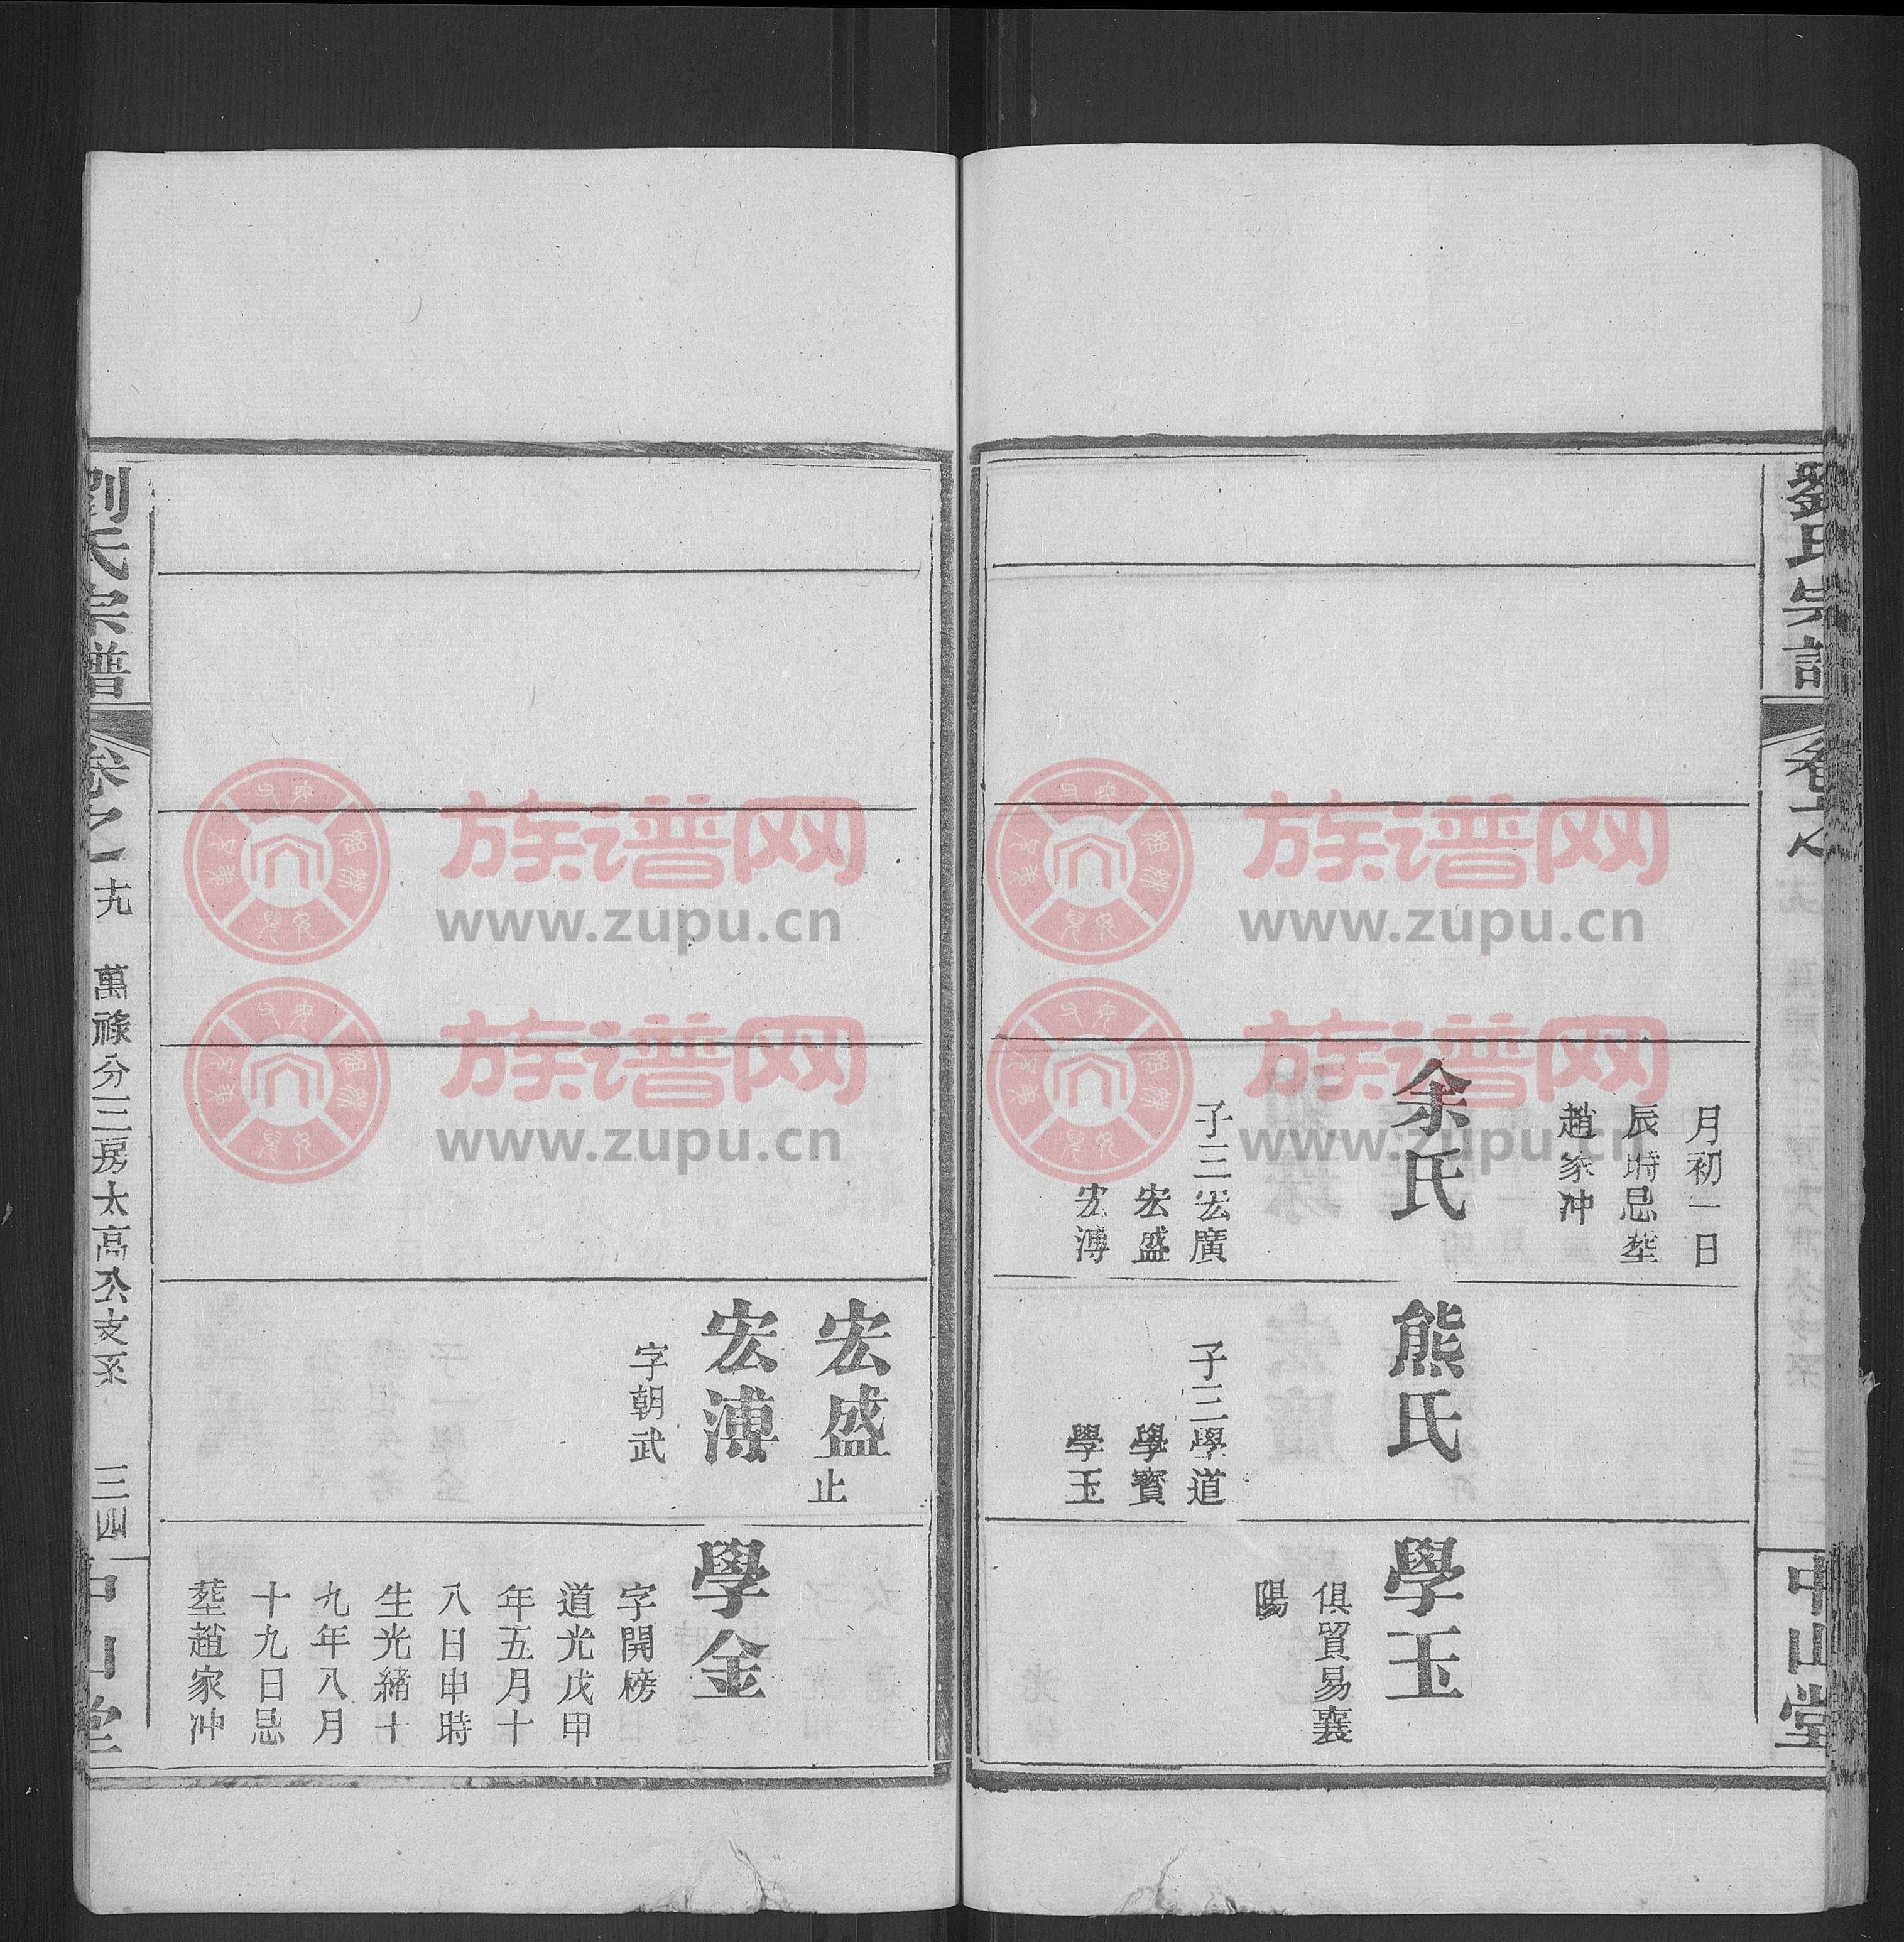 劉氏宗譜
卷之
中山堂
月初一日
辰時忌塟
趙家冲
余氏
子三宏廣
宏盛
宏溥
熊氏
子三學道
學寶
學玉
學玉
俱貿易襄
陽
宏盛止
宏溥
字朝武
學金
字開榜
道光戊甲
年五月十
八日申時
生光緒十
九年八月
十九日忌
塟趙家冲
劉氏宗譜
卷之一
十九
萬祿分三房太高公支系
三四
中山堂
族谱网
www.zupu.cn
族谱网
www.zupu.cn
族谱网
www.zupu.cn
族谱网
www.zupu.cn